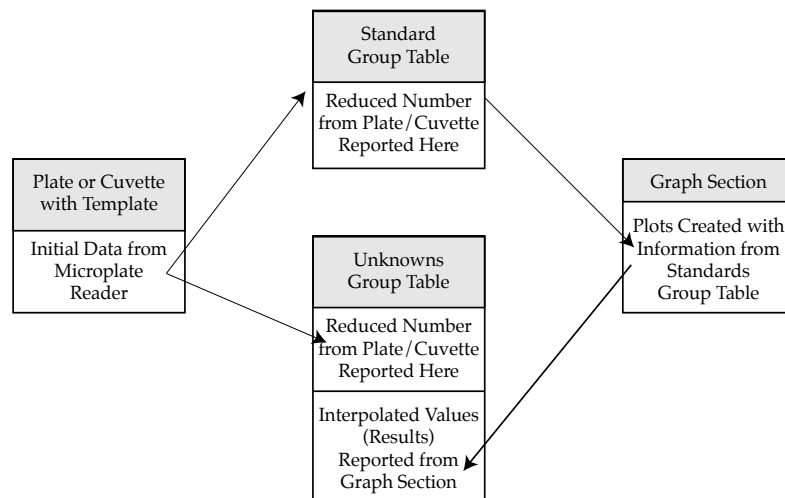 Standard
Group Table
Reduced Number
from Plate/Cuvette
Reported Here
Plate or Cuvette
with Template
Initial Data from
Microplate
Reader
Unknowns
Group Table
Reduced Number
from Plate/Cuvette
Reported Here
Interpolated Values
(Results)
Reported from
Graph Section
Graph Section
Plots Created with
Information from
Standards
Group Table